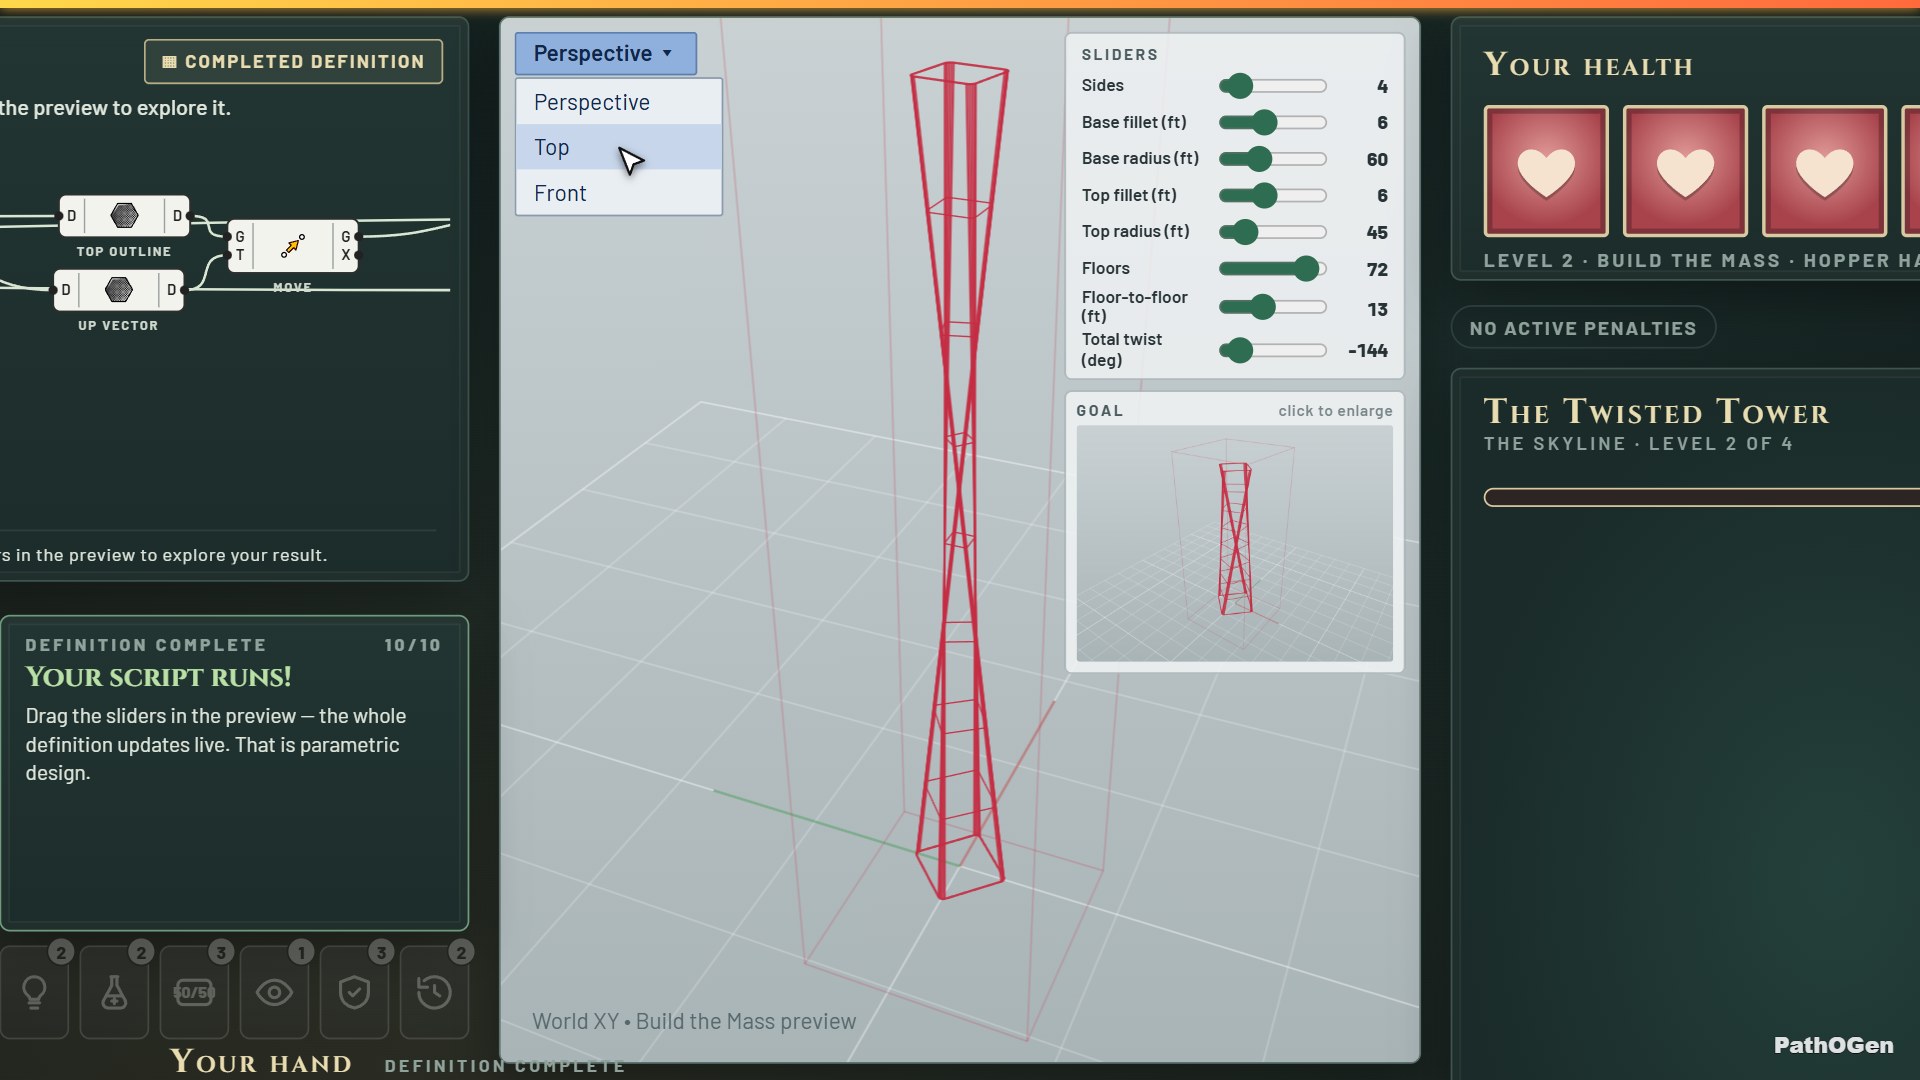 ▦ COMPLETED DEFINITION
the preview to explore it.
D D
TOP OUTLINE
G G
T X
MOVE
D D
UP VECTOR
rs in the preview to explore your result.
DEFINITION COMPLETE 10/10
YOUR SCRIPT RUNS!
Drag the sliders in the preview — the whole
definition updates live. That is parametric
design.
2 2 3 1 3 2
50/50
YOUR HAND DEFINITION COMPLETE
Perspective
Perspective
Top
Front
SLIDERS
Sides 4
Base fillet (ft) 6
Base radius (ft) 60
Top fillet (ft) 6
Top radius (ft) 45
Floors 72
Floor-to-floor
(ft) 13
Total twist
(deg) -144
GOAL click to enlarge
World XY • Build the Mass preview
YOUR HEALTH
LEVEL 2 · BUILD THE MASS · HOPPER HA
NO ACTIVE PENALTIES
THE TWISTED TOWER
THE SKYLINE · LEVEL 2 OF 4
PathOGen